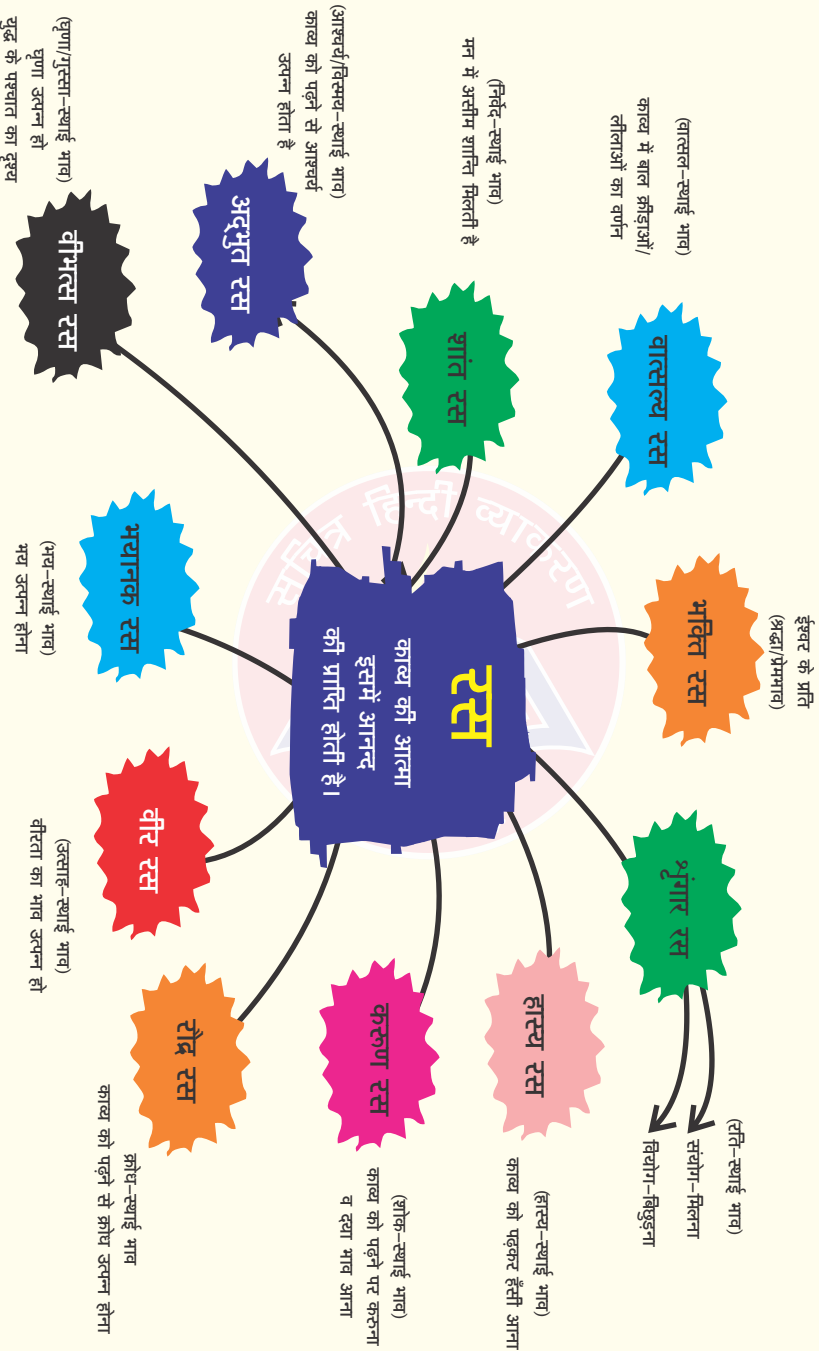 रस
काव्य की आत्मा
इसमें आनन्द
की प्राप्ति होती है।
सचित्र हिन्दी व्याकरण
भक्ति रस
ईश्वर के प्रति
(श्रद्धा/प्रेमभाव)
शृंगार रस
(रति-स्थाई भाव)
संयोग-मिलना
वियोग-बिछुड़ना
हास्य रस
(हास्य-स्थाई भाव)
काव्य को पढ़कर हँसी आना
करुण रस
(शोक-स्थाई भाव)
काव्य को पढ़ने पर करुना
व दया भाव आना
रौद्र रस
क्रोध-स्थाई भाव
काव्य को पढ़ने से क्रोध उत्पन्न होना
वीर रस
(उत्साह-स्थाई भाव)
वीरता का भाव उत्पन्न हो
भयानक रस
(भय-स्थाई भाव)
भय उत्पन्न होना
वीभत्स रस
(घृणा/गुस्सा-स्थाई भाव)
घृणा उत्पन्न हो
युद्ध के पश्चात का दृश्य
अद्भुत रस
(आश्चर्य/विस्मय-स्थाई भाव)
काव्य को पढ़ने से आश्चर्य
उत्पन्न होता है
शांत रस
(निर्वेद-स्थाई भाव)
मन में असीम शान्ति मिलती है
वात्सल्य रस
(वात्सल-स्थाई भाव)
काव्य में बाल क्रीड़ाओं/
लीलाओं का वर्णन